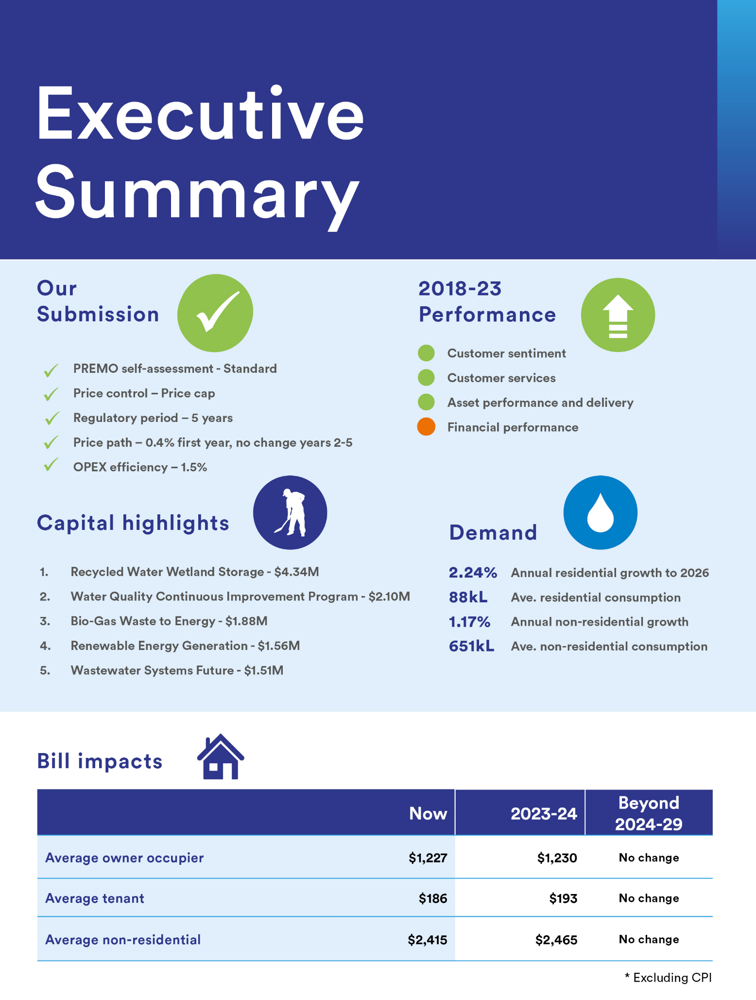 Executive
Summary
Our
Submission
PREMO self-assessment - Standard
Price control – Price cap
Regulatory period – 5 years
Price path – 0.4% first year, no change years 2-5
OPEX efficiency – 1.5%
2018-23
Performance
Customer sentiment
Customer services
Asset performance and delivery
Financial performance
Capital highlights
1. Recycled Water Wetland Storage - $4.34M
2. Water Quality Continuous Improvement Program - $2.10M
3. Bio-Gas Waste to Energy - $1.88M
4. Renewable Energy Generation - $1.56M
5. Wastewater Systems Future - $1.51M
Demand
2.24% Annual residential growth to 2026
88kL Ave. residential consumption
1.17% Annual non-residential growth
651kL Ave. non-residential consumption
Bill impacts
Now 2023-24 Beyond
2024-29
Average owner occupier $1,227 $1,230 No change
Average tenant $186 $193 No change
Average non-residential $2,415 $2,465 No change
* Excluding CPI